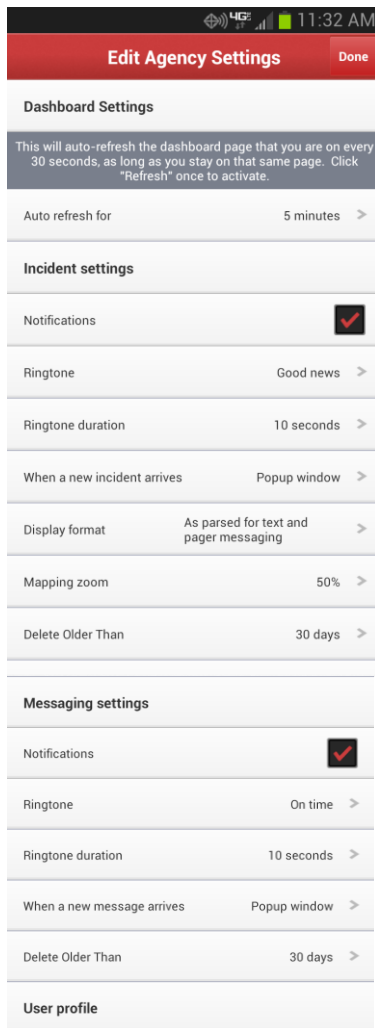 4G 11:32 AM
Edit Agency Settings Done
Dashboard Settings
This will auto-refresh the dashboard page that you are on every
30 seconds, as long as you stay on that same page. Click
"Refresh" once to activate.
Auto refresh for 5 minutes >
Incident settings
Notifications
Ringtone Good news >
Ringtone duration 10 seconds >
When a new incident arrives Popup window >
Display format As parsed for text and
pager messaging >
Mapping zoom 50% >
Delete Older Than 30 days >
Messaging settings
Notifications
Ringtone On time >
Ringtone duration 10 seconds >
When a new message arrives Popup window >
Delete Older Than 30 days >
User profile